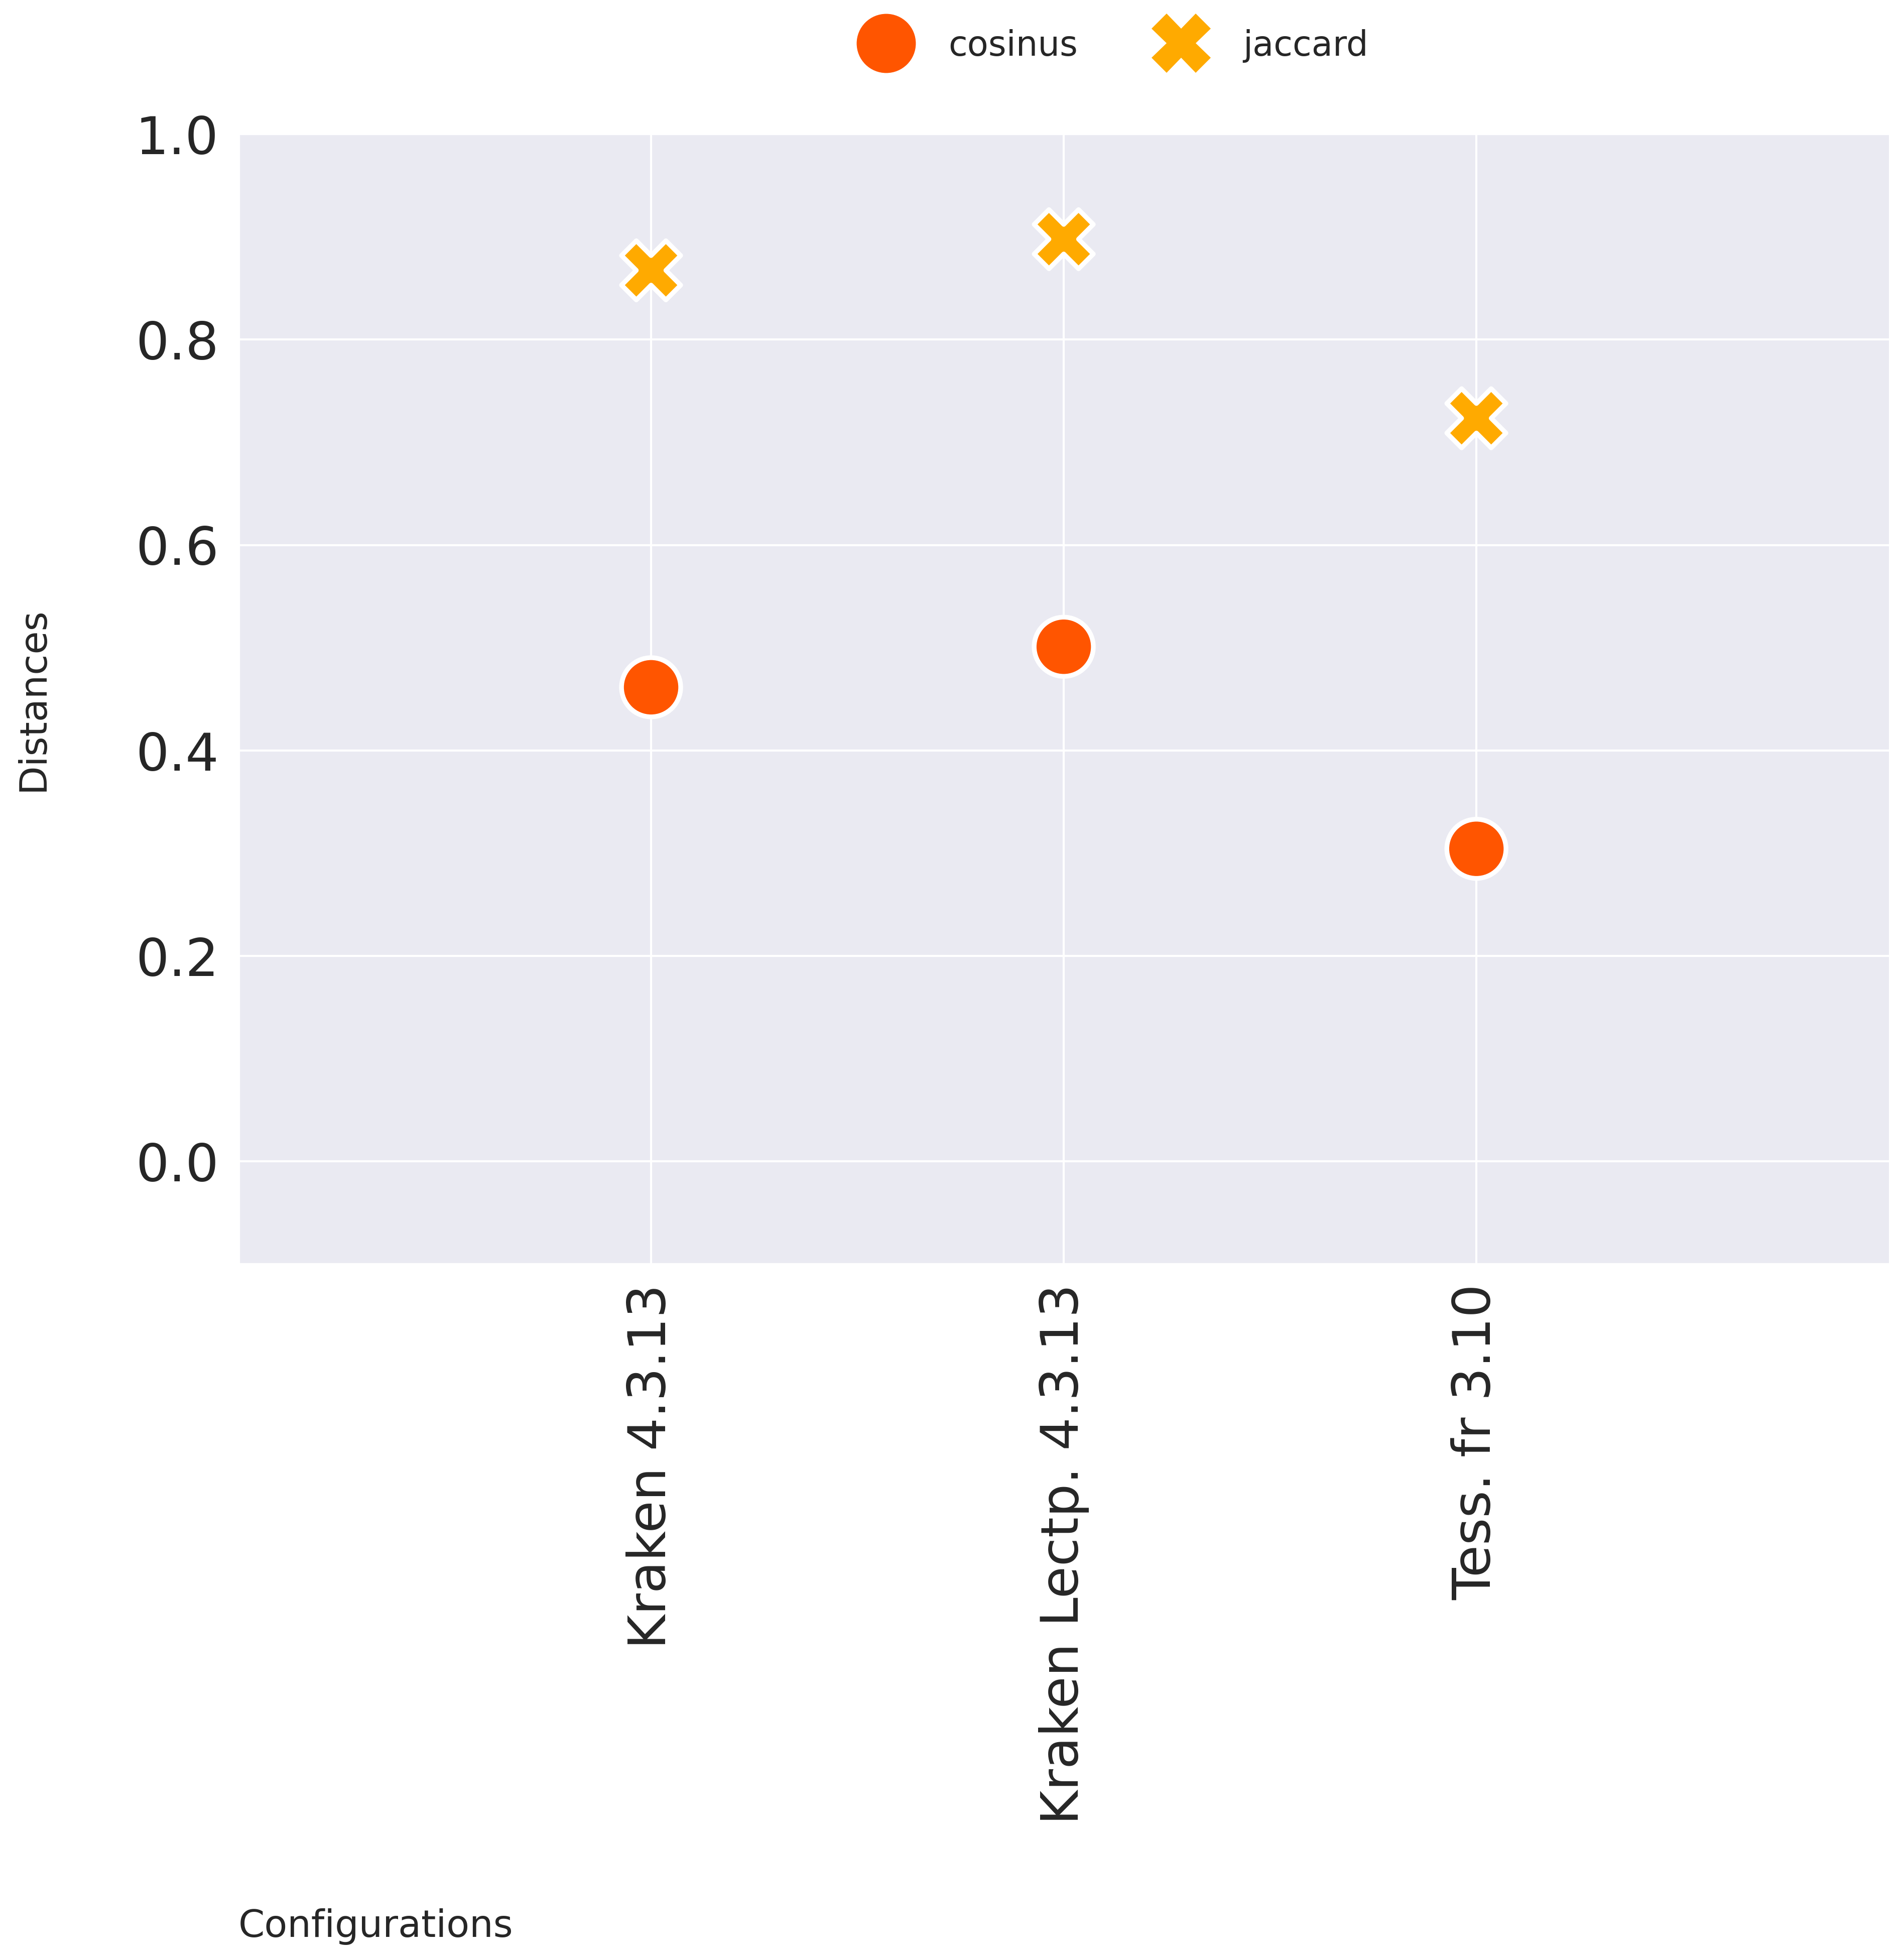 cosinus jaccard
1.0
0.8
0.6
0.4
0.2
0.0
Distances
Kraken 4.3.13
Kraken Lectp. 4.3.13
Tess. fr 3.10
Configurations